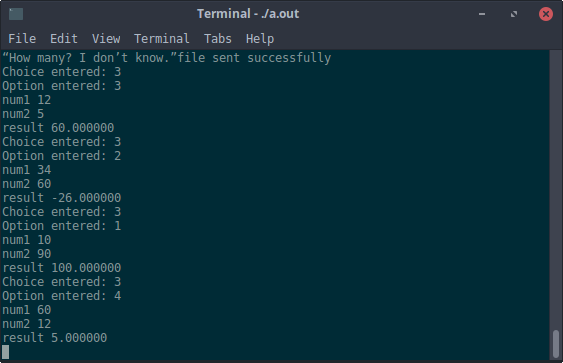 Terminal - ./a.out
File Edit View Terminal Tabs Help
“How many? I don’t know.”file sent successfully
Choice entered: 3
Option entered: 3
num1 12
num2 5
result 60.000000
Choice entered: 3
Option entered: 2
num1 34
num2 60
result -26.000000
Choice entered: 3
Option entered: 1
num1 10
num2 90
result 100.000000
Choice entered: 3
Option entered: 4
num1 60
num2 12
result 5.000000